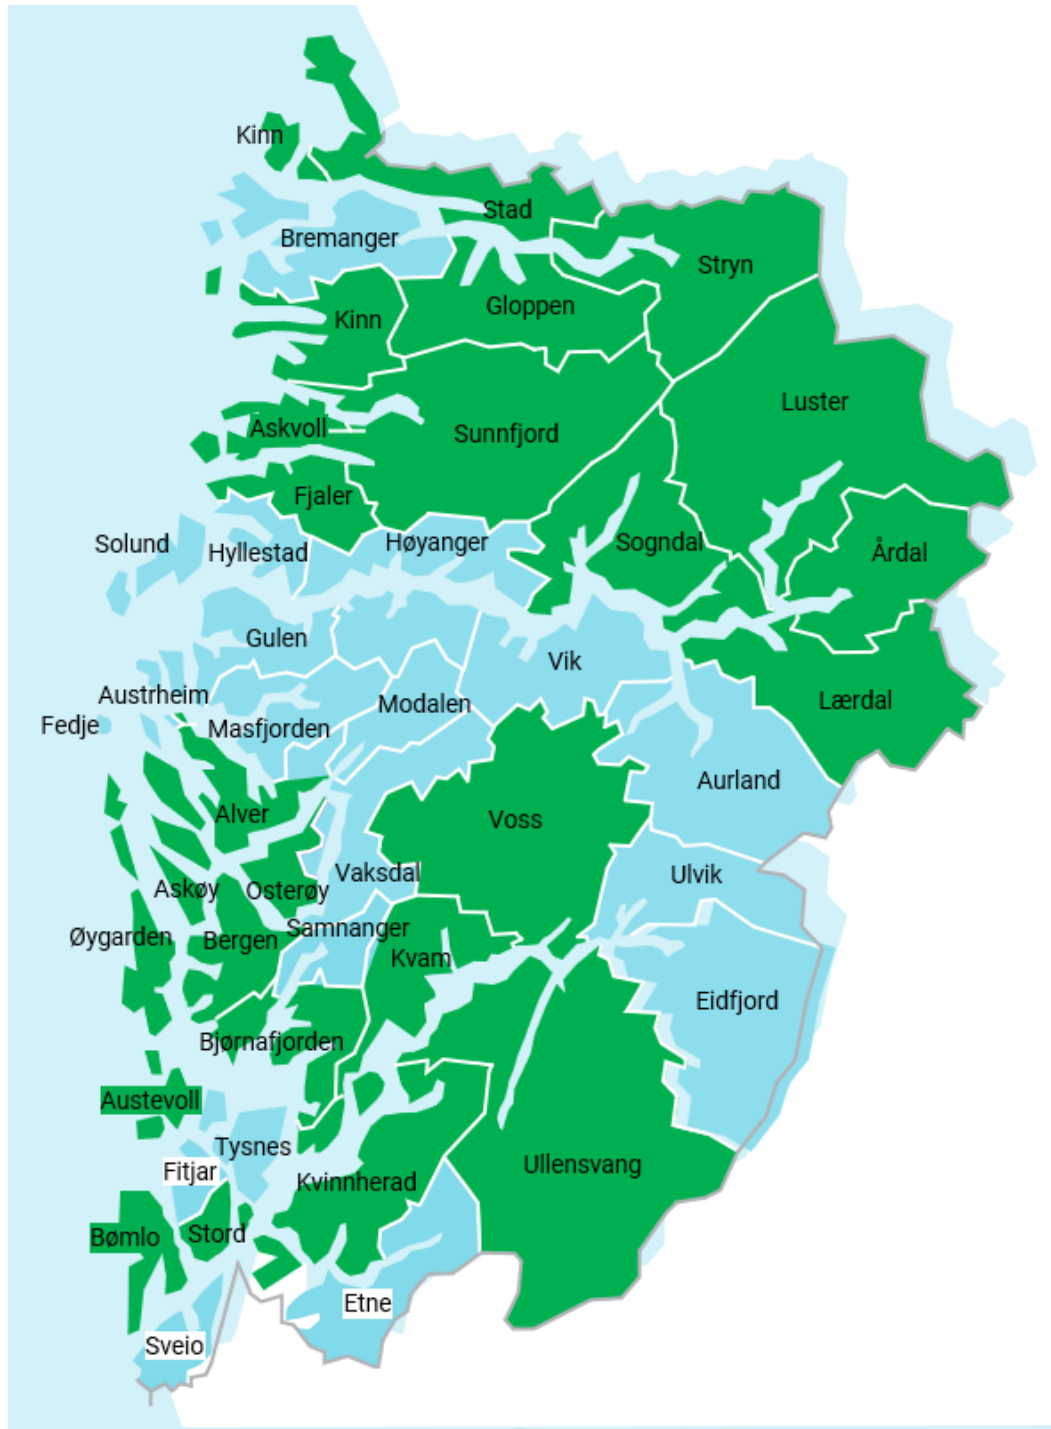 Kinn
Stad
Bremanger
Stryn
Gloppen
Kinn
Luster
Askvoll
Sunnfjord
Fjaler
Solund
Hyllestad
Høyanger
Sogndal
Årdal
Gulen
Vik
Austrheim
Modalen
Lærdal
Fedje
Masfjorden
Aurland
Alver
Voss
Vaksdal
Ulvik
Askøy
Osterøy
Samnanger
Øygarden
Bergen
Kvam
Eidfjord
Bjørnafjorden
Austevoll
Tysnes
Fitjar
Ullensvang
Kvinnherad
Bømlo
Stord
Etne
Sveio